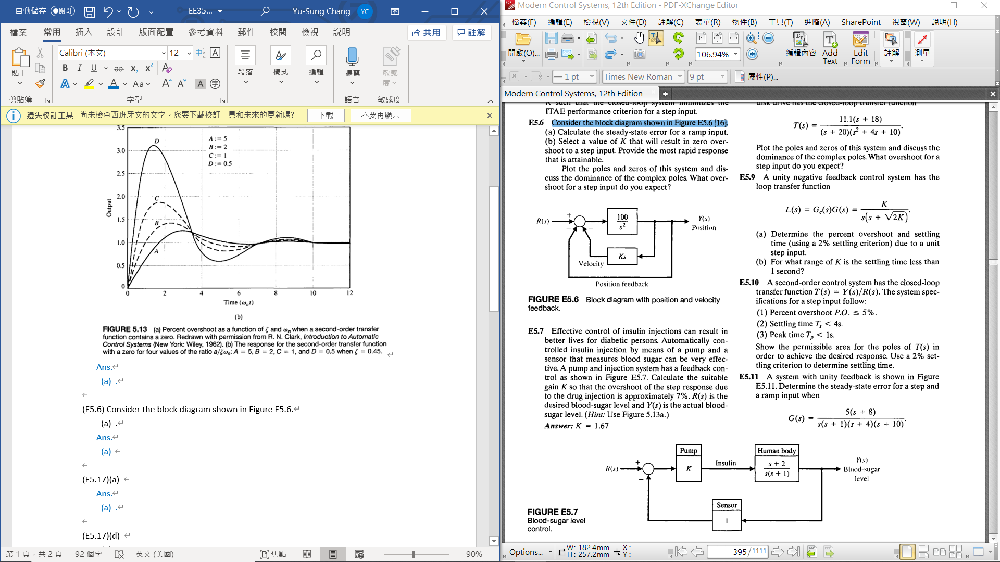 自動儲存 關閉
EE35...
Yu-Sung Chang YC
檔案 常用 插入 設計 版面配置 參考資料 郵件 校閱 檢視 說明
共用 註解
貼上
Calibri (本文) 12
B I U ab x₂ x² A
A A Aa A A A 字
段落 樣式 編輯 聽寫 敏感度
剪貼簿 字型 語音 敏感度
遺失校訂工具 尚未檢查西班牙文的文字。您要下載校訂工具和未來的更新嗎? 下載 不要再顯示
3.5
3.0
2.5
2.0
1.5
1.0
0.5
0
Output
D
C
B
A
A := 5
B := 2
C := 1
D := 0.5
0 2 4 6 8 10 12
Time (ωₙt)
(b)
FIGURE 5.13 (a) Percent overshoot as a function of ζ and ωₙ when a second-order transfer
function contains a zero. Redrawn with permission from R. N. Clark, Introduction to Automatic
Control Systems (New York: Wiley, 1962). (b) The response for the second-order transfer function
with a zero for four values of the ratio a/ζωₙ: A = 5, B = 2, C = 1, and D = 0.5 when ζ = 0.45.
Ans.
(a) .
(E5.6) Consider the block diagram shown in Figure E5.6.
(a) .
Ans.
(a)
(E5.17)(a)
Ans.
(a) .
(E5.17)(d)
第 1 頁，共 2 頁 92 個字 英文 (美國) 焦點 90%
Modern Control Systems, 12th Edition - PDF-XChange Editor
檔案(F) 編輯(E) 檢視(V) 文件(D) 註解(C) 表單(R) 物件(B) 工具(T) 進階(A) SharePoint 視窗(W) 說明(H)
開啟(O)...
106.94%
編輯內容 Add Text Edit Form 註解 測量
1 pt Times New Roman 9 pt 屬性(P)...
Modern Control Systems, 12th Edition
K such that the closed-loop system minimizes the
ITAE performance criterion for a step input.
E5.6 Consider the block diagram shown in Figure E5.6 [16].
(a) Calculate the steady-state error for a ramp input.
(b) Select a value of K that will result in zero over-
shoot to a step input. Provide the most rapid response
that is attainable.
Plot the poles and zeros of this system and dis-
cuss the dominance of the complex poles. What over-
shoot for a step input do you expect?
R(s) + − − 100/s² Y(s)
Position
Ks
Velocity
Position feedback
FIGURE E5.6 Block diagram with position and velocity
feedback.
E5.7 Effective control of insulin injections can result in
better lives for diabetic persons. Automatically con-
trolled insulin injection by means of a pump and a
sensor that measures blood sugar can be very effec-
tive. A pump and injection system has a feedback con-
trol as shown in Figure E5.7. Calculate the suitable
gain K so that the overshoot of the step response due
to the drug injection is approximately 7%. R(s) is the
desired blood-sugar level and Y(s) is the actual blood-
sugar level. (Hint: Use Figure 5.13a.)
Answer: K = 1.67
disk drive has the closed-loop transfer function
T(s) = 11.1(s + 18)/(s + 20)(s² + 4s + 10).
Plot the poles and zeros of this system and discuss the
dominance of the complex poles. What overshoot for a
step input do you expect?
E5.9 A unity negative feedback control system has the
loop transfer function
L(s) = G꜀(s)G(s) = K/s(s + √2K).
(a) Determine the percent overshoot and settling
time (using a 2% settling criterion) due to a unit
step input.
(b) For what range of K is the settling time less than
1 second?
E5.10 A second-order control system has the closed-loop
transfer function T(s) = Y(s)/R(s). The system spec-
ifications for a step input follow:
(1) Percent overshoot P.O. ≤ 5%.
(2) Settling time Tₛ < 4s.
(3) Peak time Tₚ < 1s.
Show the permissible area for the poles of T(s) in
order to achieve the desired response. Use a 2% set-
tling criterion to determine settling time.
E5.11 A system with unity feedback is shown in Figure
E5.11. Determine the steady-state error for a step and
a ramp input when
G(s) = 5(s + 8)/s(s + 1)(s + 4)(s + 10).
Pump Human body
R(s) + − K Insulin s + 2/s(s + 1) Y(s)
Blood-sugar
level
Sensor
1
FIGURE E5.7
Blood-sugar level
control.
Options... W: 182.4mm H: 257.2mm X: Y: 395 / 1111